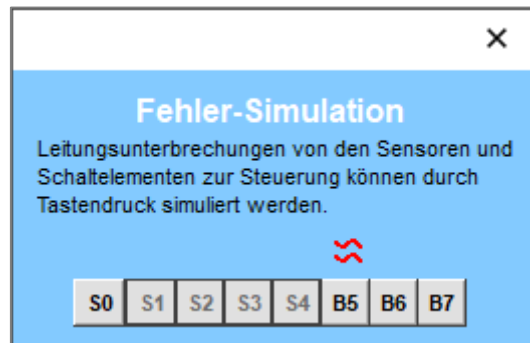 Fehler-Simulation
Leitungsunterbrechungen von den Sensoren und
Schaltelementen zur Steuerung können durch
Tastendruck simuliert werden.
S0 S1 S2 S3 S4 B5 B6 B7